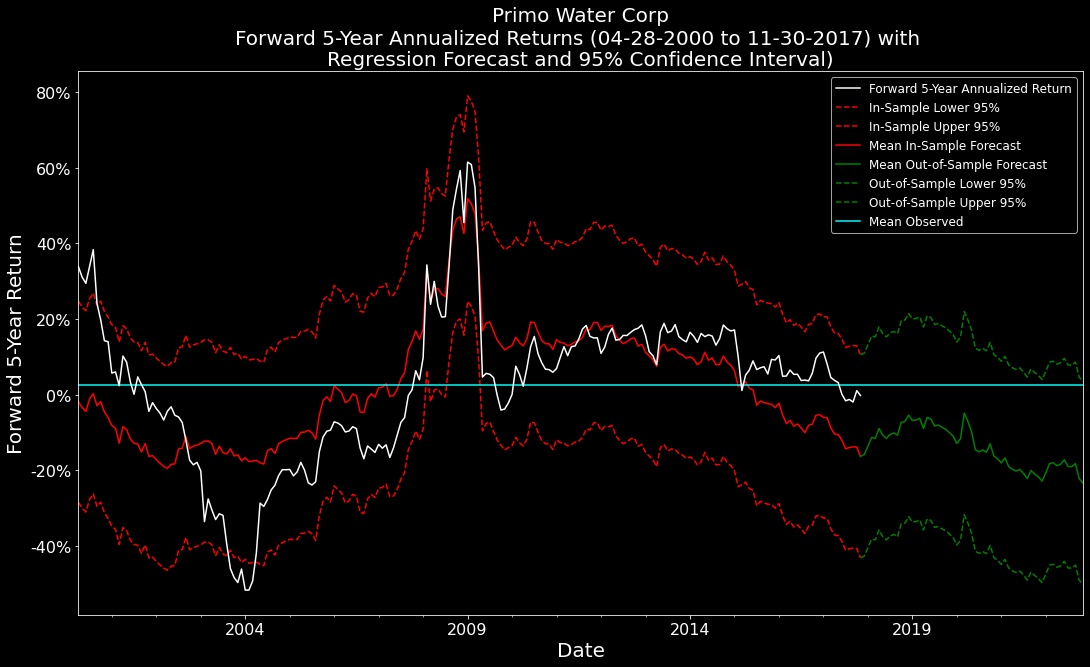 Primo Water Corp
Forward 5-Year Annualized Returns (04-28-2000 to 11-30-2017) with
Regression Forecast and 95% Confidence Interval)
Forward 5-Year Annualized Return
In-Sample Lower 95%
In-Sample Upper 95%
Mean In-Sample Forecast
Mean Out-of-Sample Forecast
Out-of-Sample Lower 95%
Out-of-Sample Upper 95%
Mean Observed
Forward 5-Year Return
80%
60%
40%
20%
0%
-20%
-40%
2004
2009
2014
2019
Date